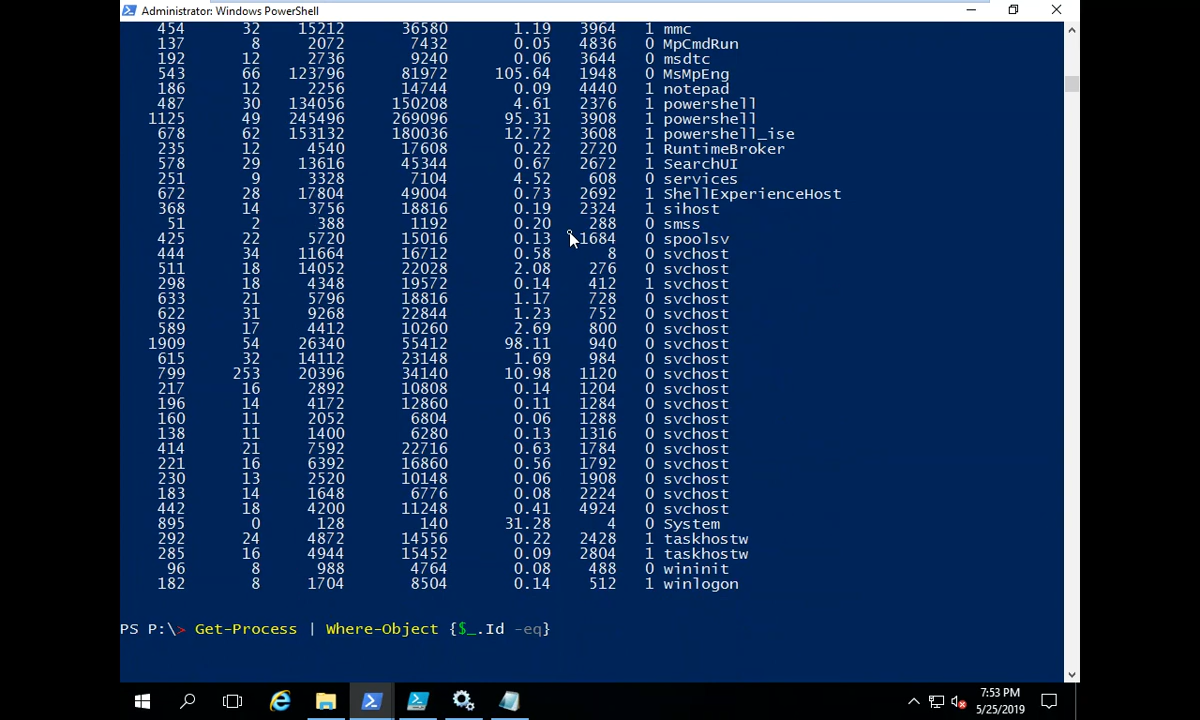 Administrator: Windows PowerShell
454 32 15212 36580 1.19 3964 1 mmc
137 8 2072 7432 0.05 4836 0 MpCmdRun
192 12 2736 9240 0.06 3644 0 msdtc
543 66 123796 81972 105.64 1948 0 MsMpEng
186 12 2256 14744 0.09 4440 1 notepad
487 30 134056 150208 4.61 2376 1 powershell
1125 49 245496 269096 95.31 3908 1 powershell
678 62 153132 180036 12.72 3608 1 powershell_ise
235 12 4540 17608 0.22 2720 1 RuntimeBroker
578 29 13616 45344 0.67 2672 1 SearchUI
251 9 3328 7104 4.52 608 0 services
672 28 17804 49004 0.73 2692 1 ShellExperienceHost
368 14 3756 18816 0.19 2324 1 sihost
51 2 388 1192 0.20 288 0 smss
425 22 5720 15016 0.13 1684 0 spoolsv
444 34 11664 16712 0.58 8 0 svchost
511 18 14052 22028 2.08 276 0 svchost
298 18 4348 19572 0.14 412 1 svchost
633 21 5796 18816 1.17 728 0 svchost
622 31 9268 22844 1.23 752 0 svchost
589 17 4412 10260 2.69 800 0 svchost
1909 54 26340 55412 98.11 940 0 svchost
615 32 14112 23148 1.69 984 0 svchost
799 253 20396 34140 10.98 1120 0 svchost
217 16 2892 10808 0.14 1204 0 svchost
196 14 4172 12860 0.11 1284 0 svchost
160 11 2052 6804 0.06 1288 0 svchost
138 11 1400 6280 0.13 1316 0 svchost
414 21 7592 22716 0.63 1784 0 svchost
221 16 6392 16860 0.56 1792 0 svchost
230 13 2520 10148 0.06 1908 0 svchost
183 14 1648 6776 0.08 2224 0 svchost
442 18 4200 11248 0.41 4924 0 svchost
895 0 128 140 31.28 4 0 System
292 24 4872 14556 0.22 2428 1 taskhostw
285 16 4944 15452 0.09 2804 1 taskhostw
96 8 988 4764 0.08 488 0 wininit
182 8 1704 8504 0.14 512 1 winlogon
PS P:\> Get-Process | Where-Object {$_.Id -eq}
7:53 PM
5/25/2019